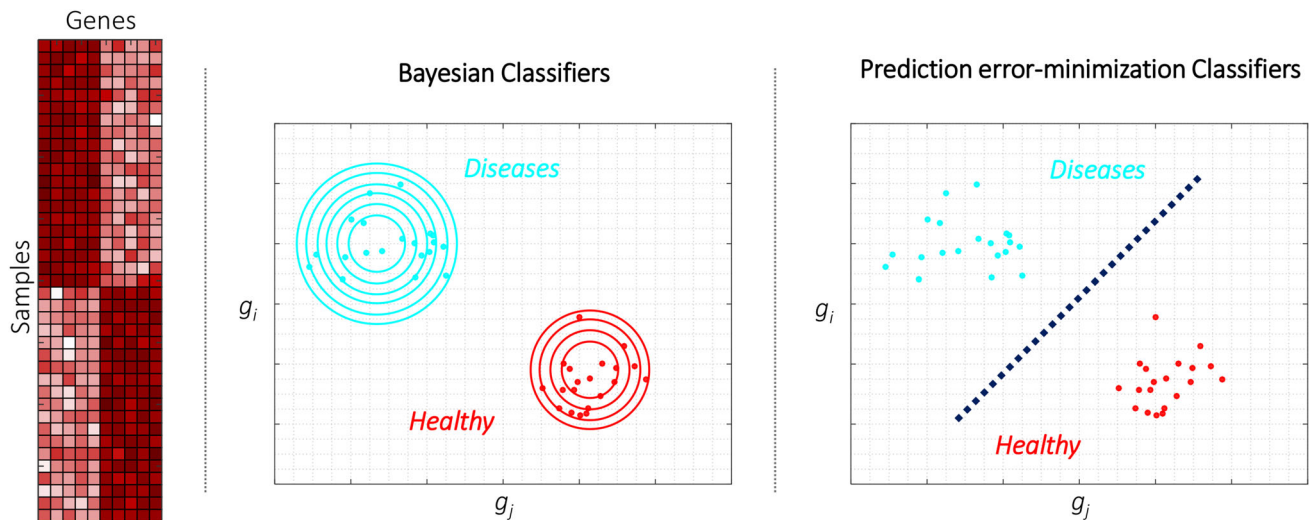 Genes
Samples
Bayesian Classifiers
Diseases
g_i
Healthy
g_j
Prediction error-minimization Classifiers
Diseases
g_i
Healthy
g_j